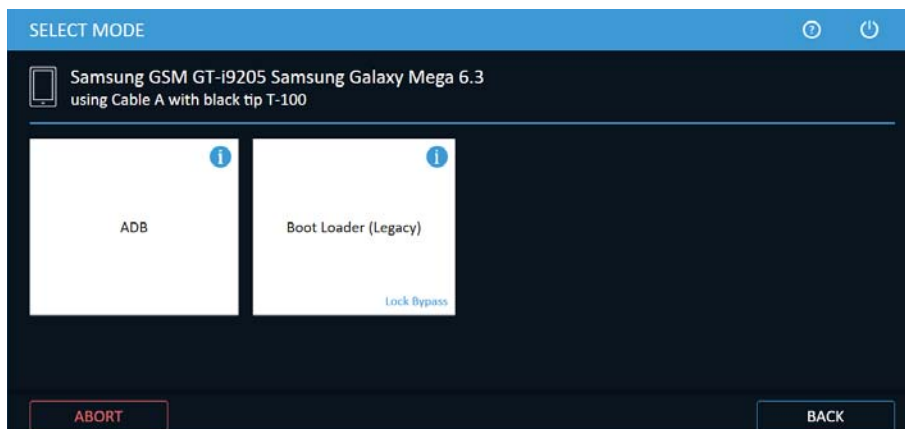 SELECT MODE
Samsung GSM GT-i9205 Samsung Galaxy Mega 6.3
using Cable A with black tip T-100
ADB
Boot Loader (Legacy)
Lock Bypass
ABORT
BACK